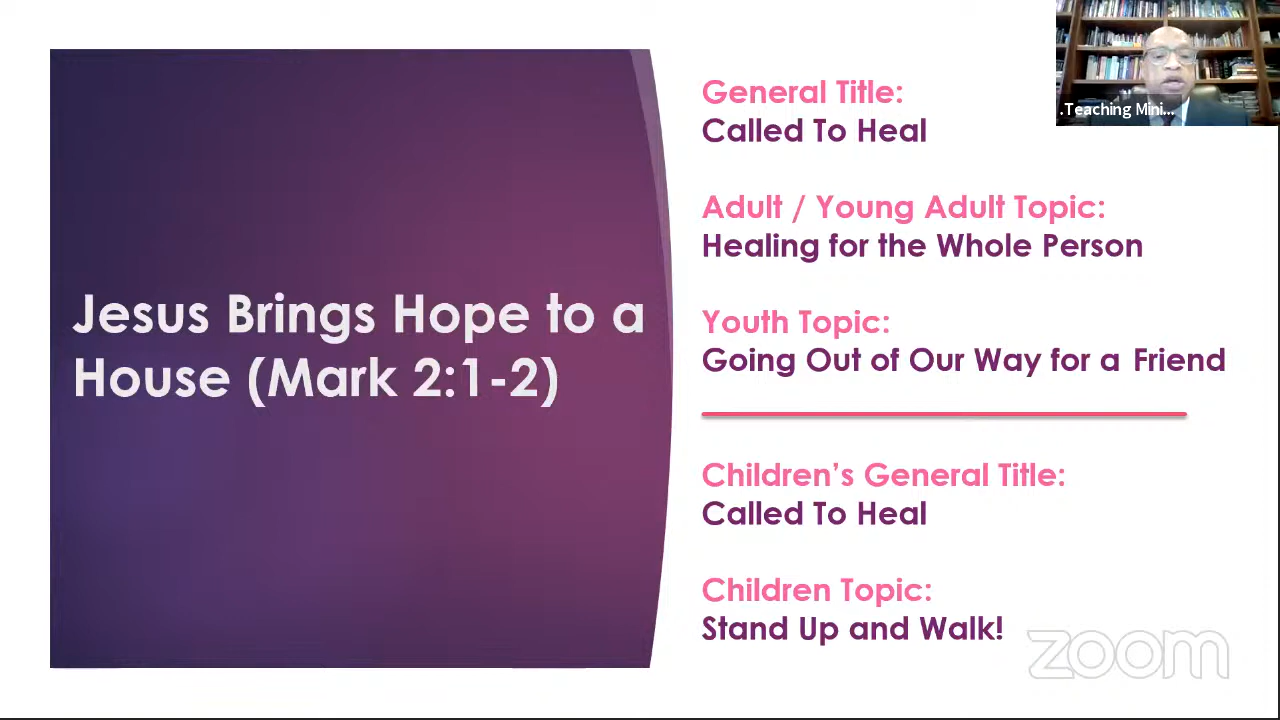 Jesus Brings Hope to a
House (Mark 2:1-2)
General Title:
Called To Heal
Adult / Young Adult Topic:
Healing for the Whole Person
Youth Topic:
Going Out of Our Way for a Friend
Children’s General Title:
Called To Heal
Children Topic:
Stand Up and Walk!
.Teaching Mini...
zoom